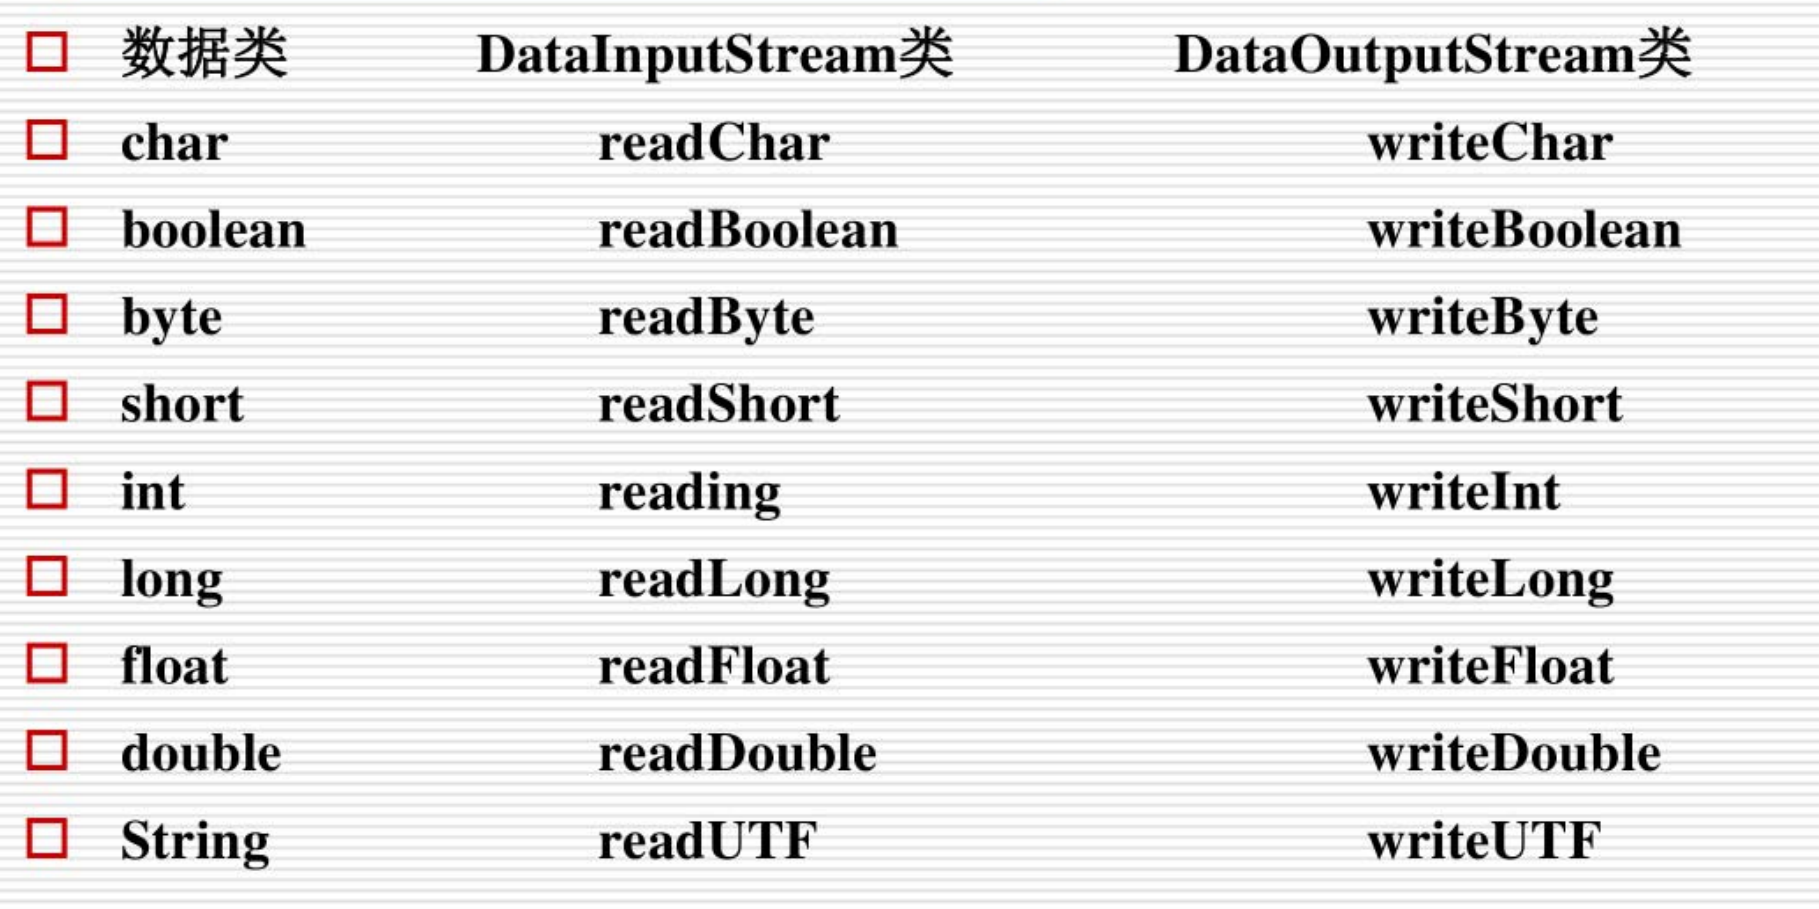 数据类 DataInputStream类 DataOutputStream类
char readChar writeChar
boolean readBoolean writeBoolean
byte readByte writeByte
short readShort writeShort
int reading writeInt
long readLong writeLong
float readFloat writeFloat
double readDouble writeDouble
String readUTF writeUTF